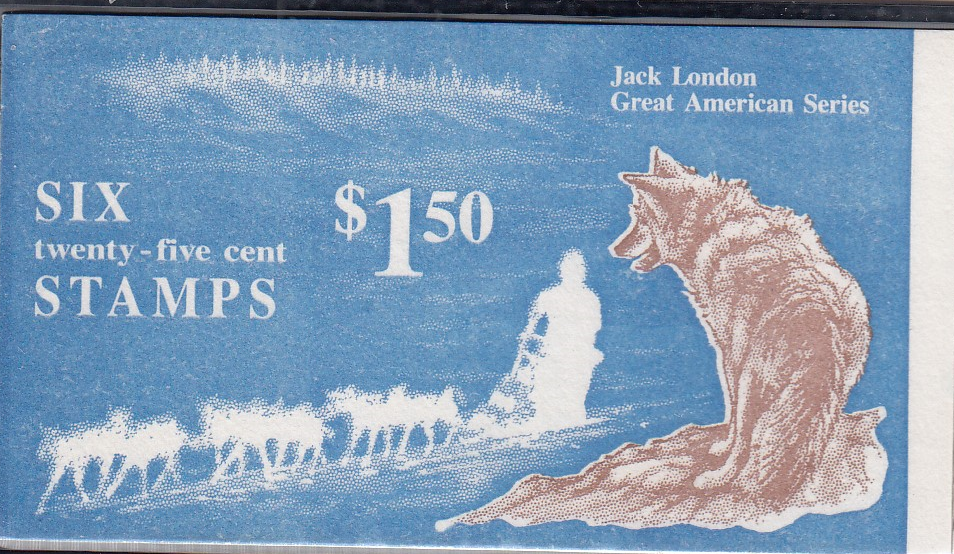 Jack London
Great American Series
SIX
twenty-five cent
STAMPS
$1.50